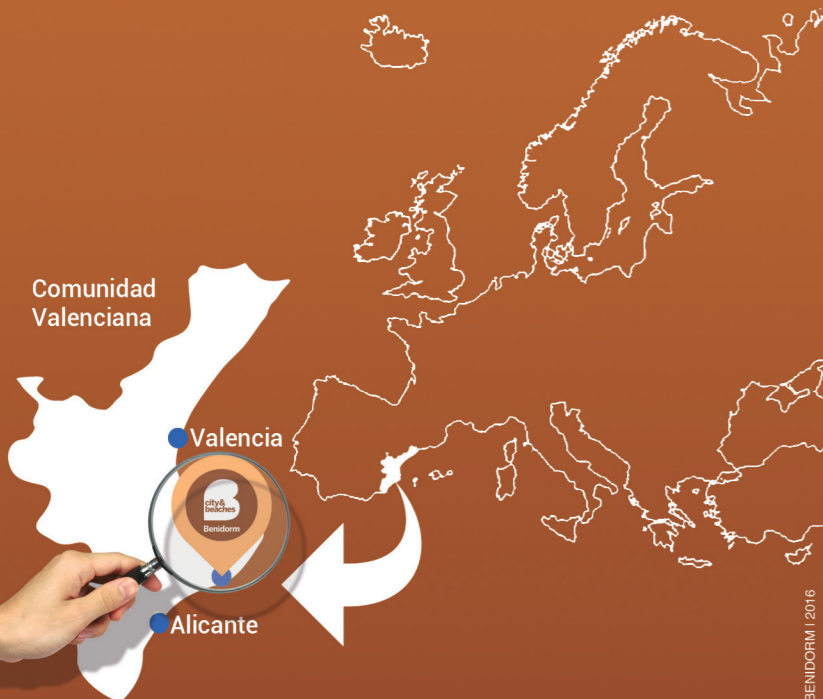 Comunidad
Valenciana
Valencia
city&
beaches
Benidorm
Alicante
BENIDORM | 2016